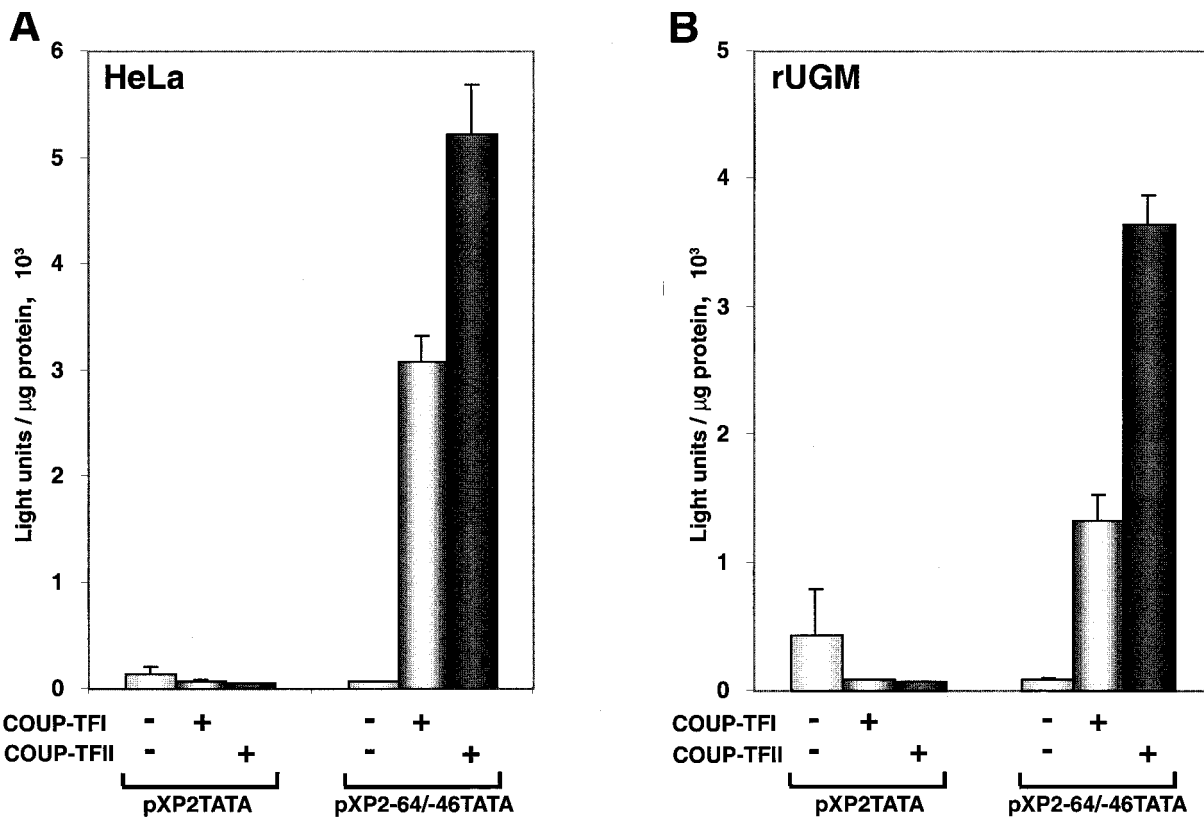 A
HeLa
6
5
4
3
2
1
0
Light units / μg protein, 10³
COUP-TFI - + - +
COUP-TFII - + - +
pXP2TATA pXP2-64/-46TATA
B
rUGM
5
4
3
2
1
0
Light units / μg protein, 10³
COUP-TFI - + - +
COUP-TFII - + - +
pXP2TATA pXP2-64/-46TATA